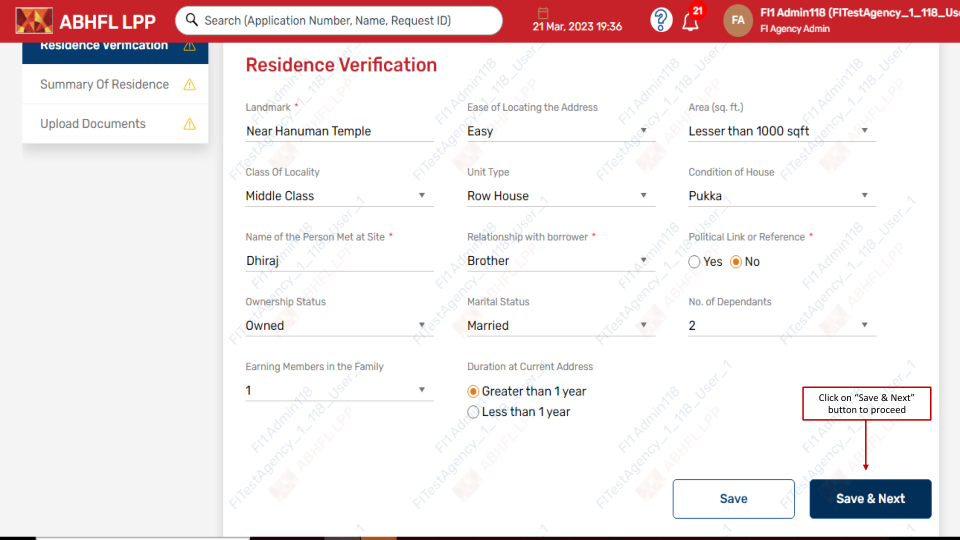 ABHFL LPP
Search (Application Number, Name, Request ID)
21 Mar, 2023 19:36
?
21
FA
FI1 Admin118 (FITestAgency_1_118_Use
FI Agency Admin
Residence Verification
Summary Of Residence
Upload Documents
Residence Verification
Landmark *
Near Hanuman Temple
Ease of Locating the Address
Easy
Area (sq. ft.)
Lesser than 1000 sqft
Class Of Locality
Middle Class
Unit Type
Row House
Condition of House
Pukka
Name of the Person Met at Site *
Dhiraj
Relationship with borrower *
Brother
Political Link or Reference *
Yes No
Ownership Status
Owned
Marital Status
Married
No. of Dependants
2
Earning Members in the Family
1
Duration at Current Address
Greater than 1 year
Less than 1 year
Click on “Save & Next”
button to proceed
Save
Save & Next